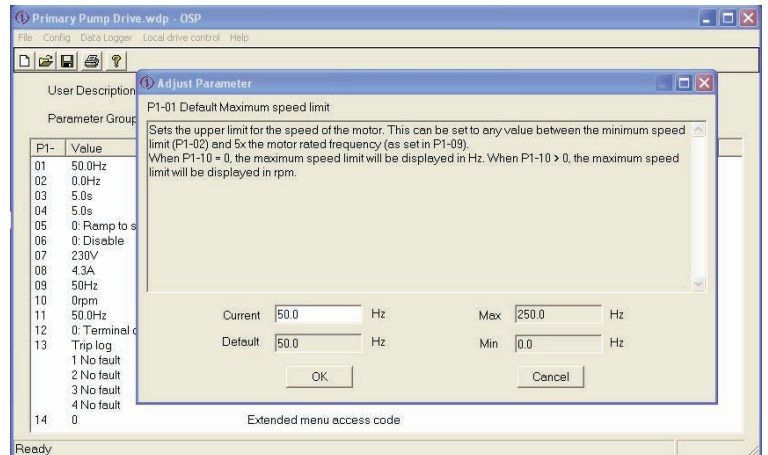 Primary Pump Drive.wdp - OSP
File Config Data Logger Local drive control Help
User Description
Parameter Group
Adjust Parameter
P1-01 Default Maximum speed limit
Sets the upper limit for the speed of the motor. This can be set to any value between the minimum speed
limit (P1-02) and 5x the motor rated frequency (as set in P1-09).
When P1-10 = 0, the maximum speed limit will be displayed in Hz. When P1-10 > 0, the maximum speed
limit will be displayed in rpm.
Current 50.0 Hz Max 250.0 Hz
Default 50.0 Hz Min 0.0 Hz
OK Cancel
P1- Value
01 50.0Hz
02 0.0Hz
03 5.0s
04 5.0s
05 0: Ramp to s
06 0: Disable
07 230V
08 4.3A
09 50Hz
10 0rpm
11 50.0Hz
12 0: Terminal
13 Trip log
1 No fault
2 No fault
3 No fault
4 No fault
14 0 Extended menu access code
Ready